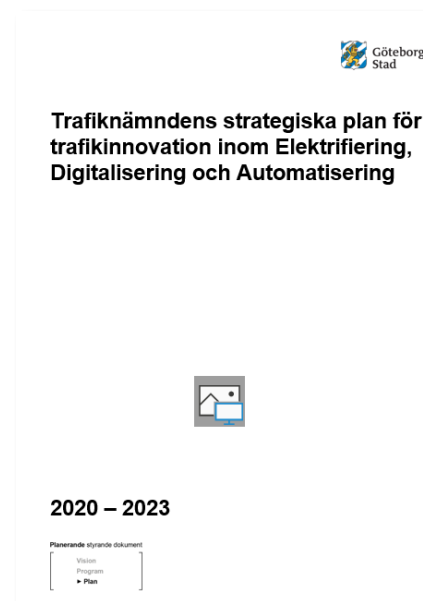 Göteborg
Stad
Trafiknämndens strategiska plan för
trafikinnovation inom Elektrifiering,
Digitalisering och Automatisering
2020 – 2023
Planerande styrande dokument
Vision
Program
► Plan